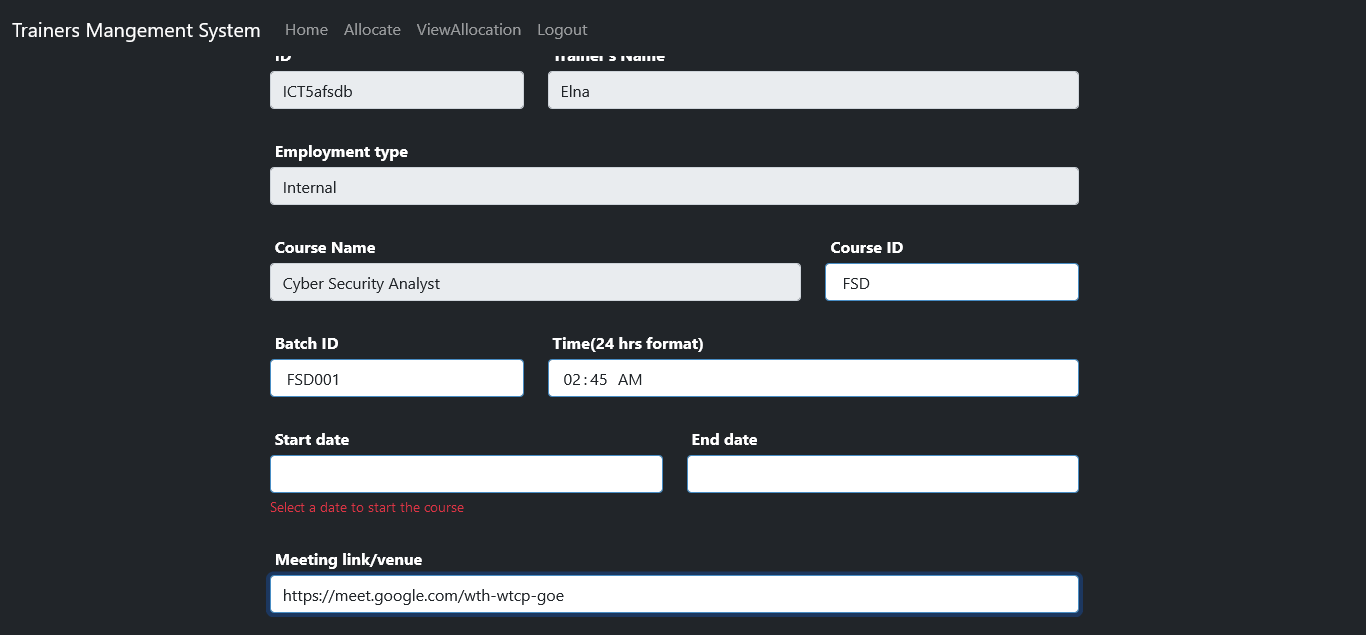 Trainers Mangement System Home Allocate ViewAllocation Logout
ID Trainer's Name
ICT5afsdb Elna
Employment type
Internal
Course Name Course ID
Cyber Security Analyst FSD
Batch ID Time(24 hrs format)
FSD001 02:45 AM
Start date End date
Select a date to start the course
Meeting link/venue
https://meet.google.com/wth-wtcp-goe